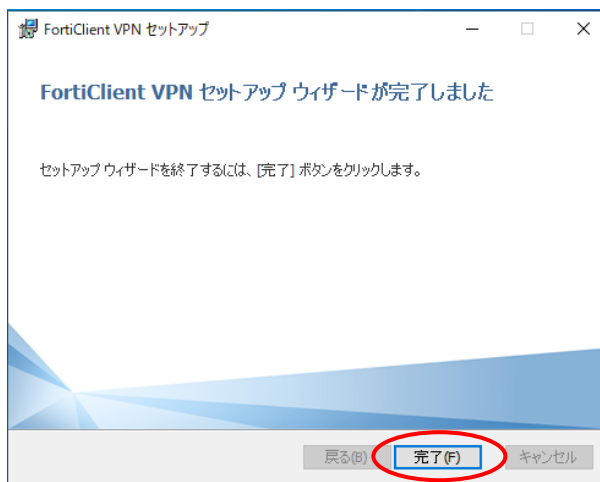 FortiClient VPN セットアップ
FortiClient VPN セットアップ ウィザードが完了しました
セットアップ ウィザードを終了するには、[完了] ボタンをクリックします。
戻る(B) 完了(F) キャンセル